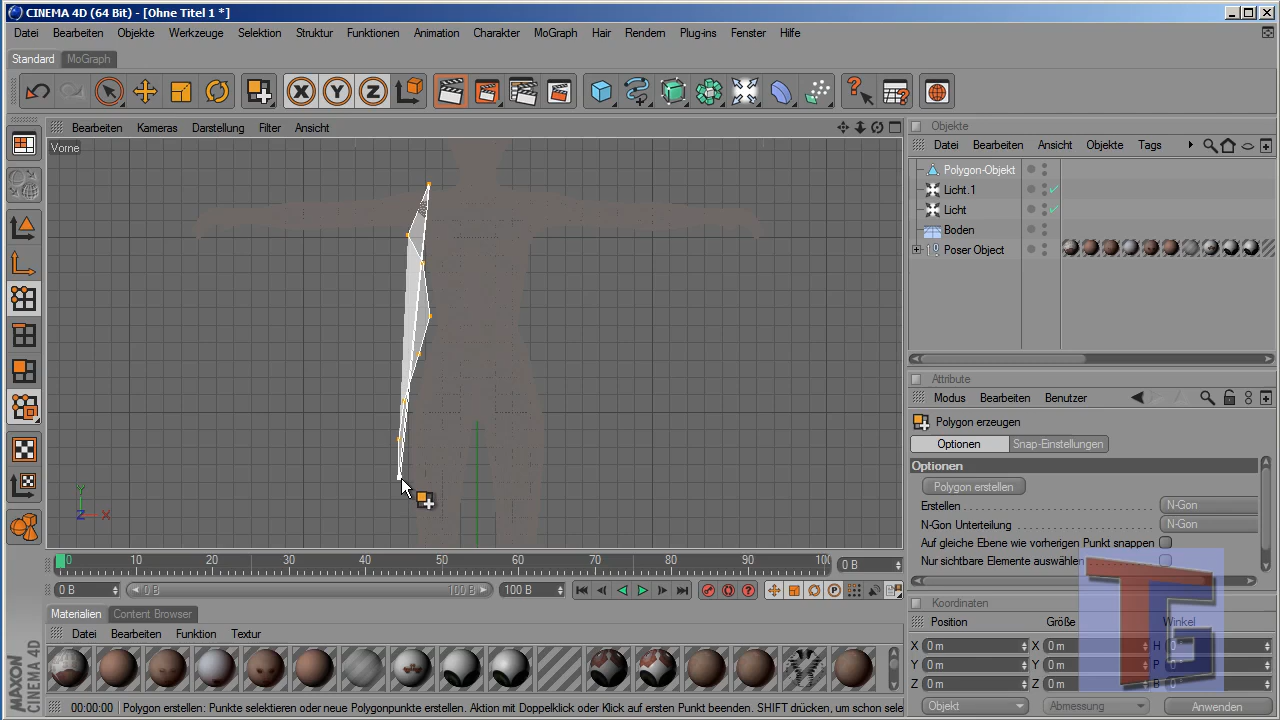 CINEMA 4D (64 Bit) - [Ohne Titel 1 *]
Datei Bearbeiten Objekte Werkzeuge Selektion Struktur Funktionen Animation Charakter MoGraph Hair Rendern Plug-ins Fenster Hilfe
Standard MoGraph
X Y Z
Bearbeiten Kameras Darstellung Filter Ansicht
Vorne
Y
Z X
Objekte
Datei Bearbeiten Ansicht Objekte Tags
Polygon-Objekt
Licht.1
Licht
Boden
Poser Object
Attribute
Modus Bearbeiten Benutzer
Polygon erzeugen
Optionen Snap-Einstellungen
Optionen
Polygon erstellen
Erstellen N-Gon
N-Gon Unterteilung N-Gon
Auf gleiche Ebene wie vorherigen Punkt snappen
Nur sichtbare Elemente auswählen
0 10 20 30 40 50 60 70 80 90 100 0 B
0 B 0 B 100 B 100 B
Materialien Content Browser
Datei Bearbeiten Funktion Textur
Koordinaten
Position Größe Winkel
X 0 m X 0 m H 0°
Y 0 m Y 0 m P 0°
Z 0 m Z 0 m B 0°
Objekt Abmessung Anwenden
TG
MAXON
CINEMA 4D
00:00:00 Polygon erstellen: Punkte selektieren oder neue Polygonpunkte erstellen. Aktion mit Doppelklick oder Klick auf ersten Punkt beenden. SHIFT drücken, um schon sele